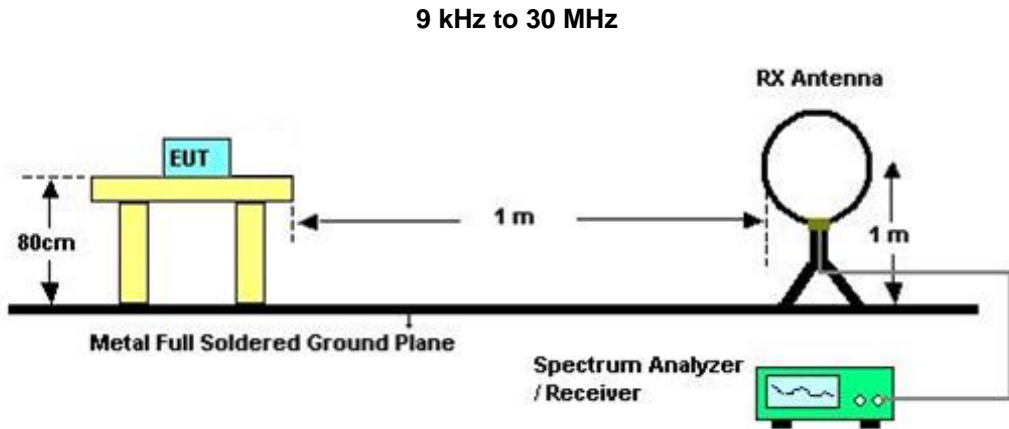 9 kHz to 30 MHz
RX Antenna
EUT
1 m
80cm
1 m
Metal Full Soldered Ground Plane
Spectrum Analyzer
/ Receiver